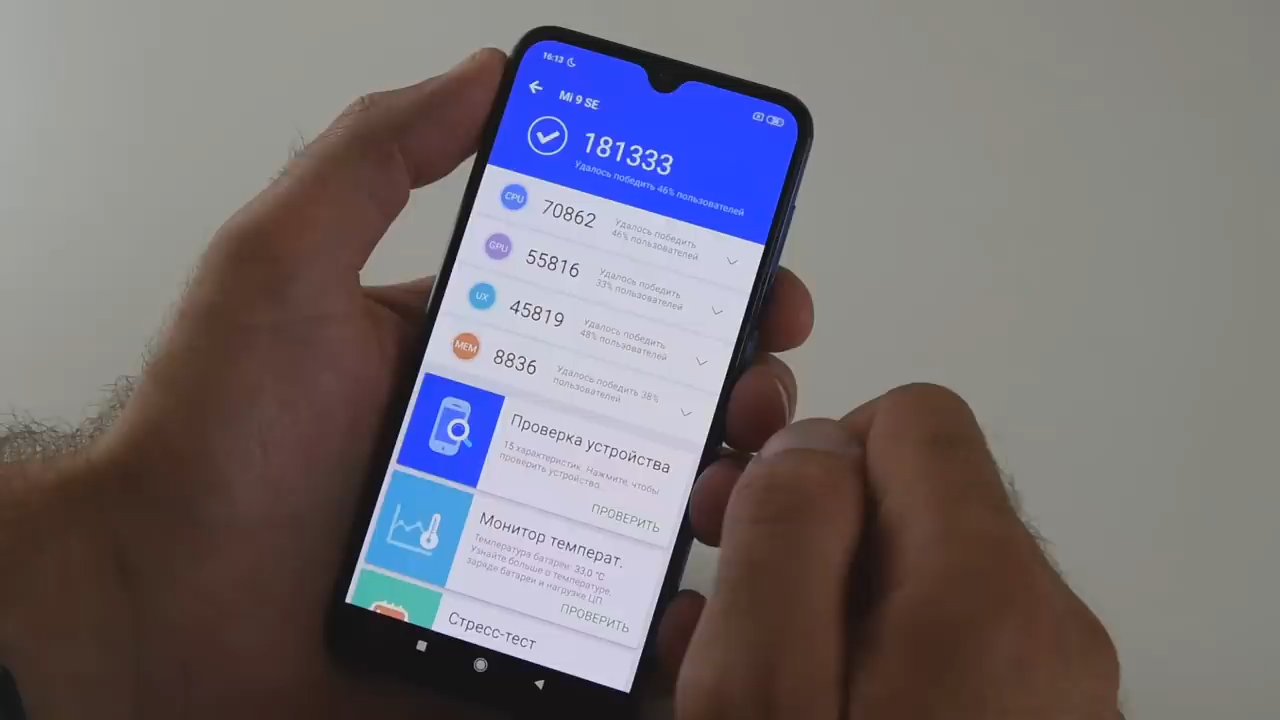 16:13
Mi 9 SE
181333
Удалось победить 46% пользователей
CPU
70862
Удалось победить
46% пользователей
GPU
55816
Удалось победить
33% пользователей
UX
45819
Удалось победить
48% пользователей
MEM
8836
Удалось победить 38%
пользователей
Проверка устройства
15 характеристик. Нажмите, чтобы
проверить устройство..
ПРОВЕРИТЬ
Монитор температ.
Температура батареи: 33,0 °C
Узнайте больше о температуре,
заряде батареи и нагрузке ЦП
ПРОВЕРИТЬ
Стресс-тест